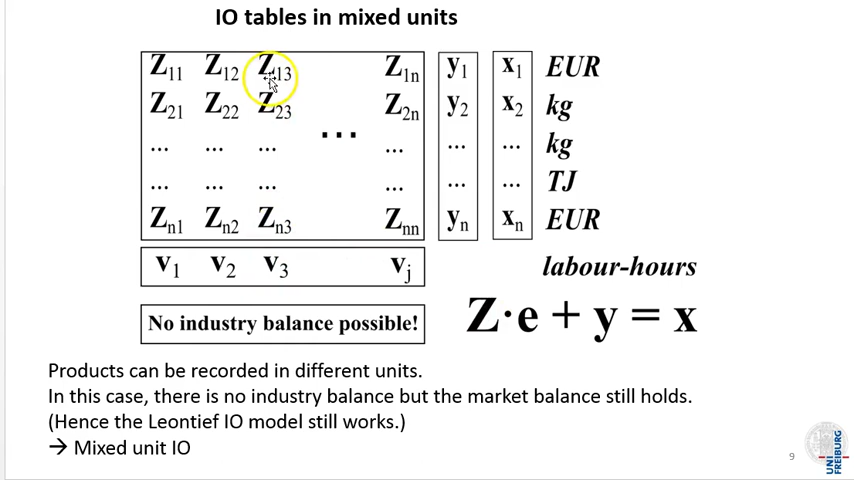 IO tables in mixed units
Z11 Z12 Z13 Z1n y1 x1 EUR
Z21 Z22 Z23 ... Z2n y2 x2 kg
... ... ... ... ... ... kg
... ... ... ... ... ... TJ
Zn1 Zn2 Zn3 Znn yn xn EUR
v1 v2 v3 vj labour-hours
No industry balance possible!
Z·e + y = x
Products can be recorded in different units.
In this case, there is no industry balance but the market balance still holds.
(Hence the Leontief IO model still works.)
→ Mixed unit IO
9
UNI
FREIBURG